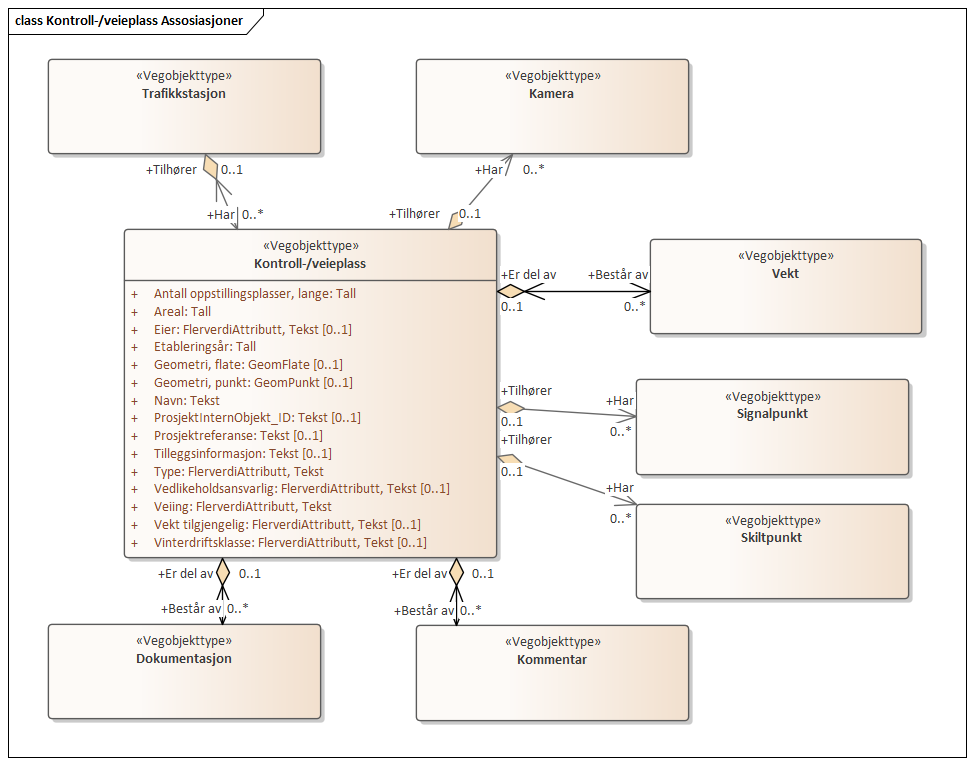 class Kontroll-/veieplass Assosiasjoner
«Vegobjekttype»
Trafikkstasjon
«Vegobjekttype»
Kamera
+Tilhører 0..1
+Har 0..*
+Har 0..*
+Tilhører 0..1
«Vegobjekttype»
Kontroll-/veieplass
+ Antall oppstillingsplasser, lange: Tall
+ Areal: Tall
+ Eier: FlerverdiAttributt, Tekst [0..1]
+ Etableringsår: Tall
+ Geometri, flate: GeomFlate [0..1]
+ Geometri, punkt: GeomPunkt [0..1]
+ Navn: Tekst
+ ProsjektInternObjekt_ID: Tekst [0..1]
+ Prosjektreferanse: Tekst [0..1]
+ Tilleggsinformasjon: Tekst [0..1]
+ Type: FlerverdiAttributt, Tekst
+ Vedlikeholdsansvarlig: FlerverdiAttributt, Tekst [0..1]
+ Veiing: FlerverdiAttributt, Tekst
+ Vekt tilgjengelig: FlerverdiAttributt, Tekst [0..1]
+ Vinterdriftsklasse: FlerverdiAttributt, Tekst [0..1]
+Er del av
0..1
+Består av
0..*
«Vegobjekttype»
Vekt
+Tilhører
0..1
+Har
0..*
«Vegobjekttype»
Signalpunkt
+Tilhører
0..1
+Har
0..*
«Vegobjekttype»
Skiltpunkt
+Er del av 0..1
+Består av 0..*
«Vegobjekttype»
Dokumentasjon
+Er del av 0..1
+Består av 0..*
«Vegobjekttype»
Kommentar